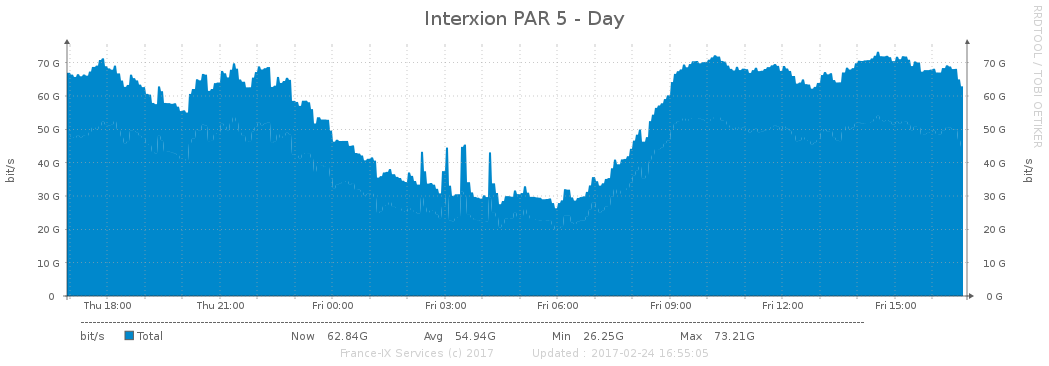 Interxion PAR 5 - Day
RRDTOOL / TOBI OETIKER
bit/s
bit/s
70 G 70 G
60 G 60 G
50 G 50 G
40 G 40 G
30 G 30 G
20 G 20 G
10 G 10 G
0 0 G
Thu 18:00 Thu 21:00 Fri 00:00 Fri 03:00 Fri 06:00 Fri 09:00 Fri 12:00 Fri 15:00
bit/s Total Now 62.84G Avg 54.94G Min 26.25G Max 73.21G
France-IX Services (c) 2017 Updated : 2017-02-24 16:55:05